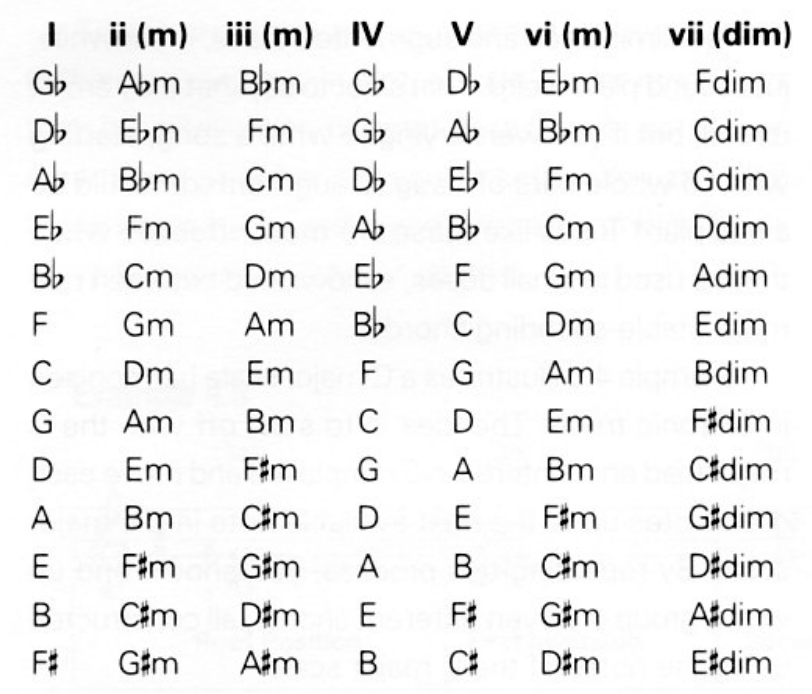 I iii (m) iiii (m) IV V vi (m) vii (dim)
G♭ A♭m B♭m C♭ D♭ E♭m Fdim
D♭ E♭m Fm G♭ A♭ B♭m Cdim
A♭ B♭m Cm D♭ E♭ Fm Gdim
E♭ Fm Gm A♭ B♭ Cm Ddim
B♭ Cm Dm E♭ F Gm Adim
F Gm Am B♭ C Dm Edim
C Dm Em F G Am Bdim
G Am Bm C D Em F♯dim
D Em F♯m G A Bm C♯dim
A Bm C♯m D E F♯m G♯dim
E F♯m G♯m A B C♯m D♯dim
B C♯m D♯m E F♯ G♯m A♯dim
F♯ G♯m A♯m B C♯ D♯m E♯dim